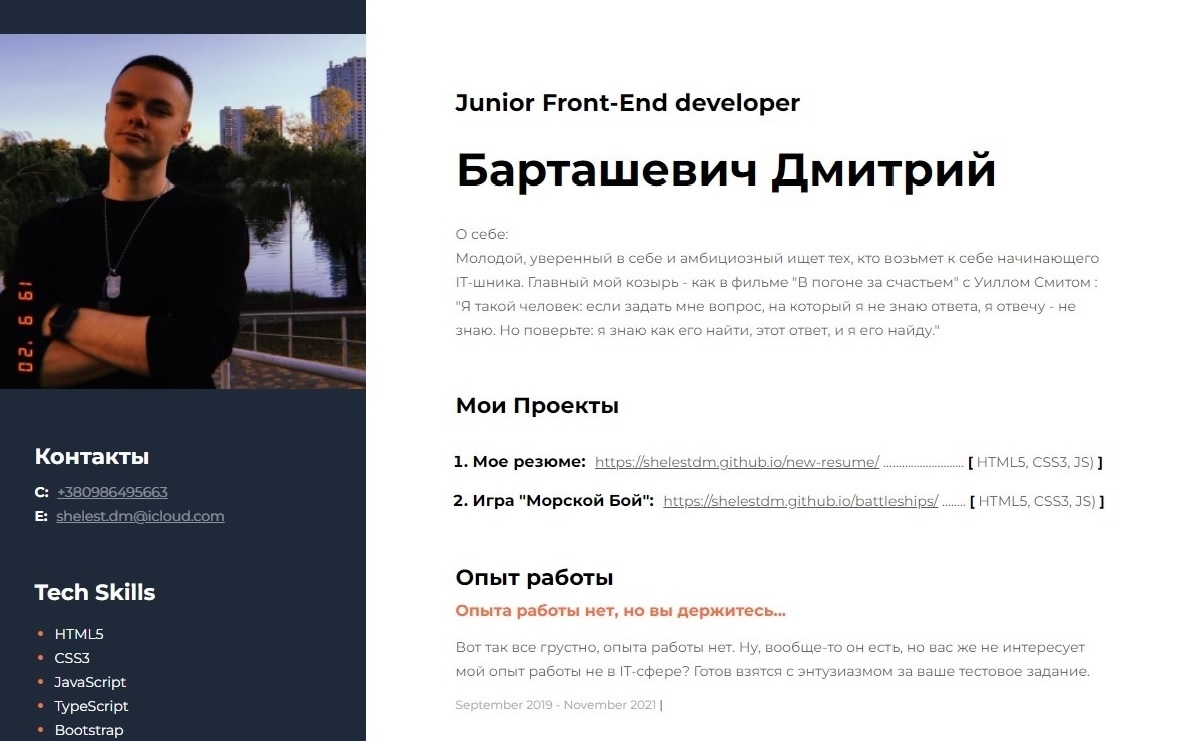 02. 6 61
Контакты
C: +380986495663
E: shelest.dm@icloud.com
Tech Skills
HTML5
CSS3
JavaScript
TypeScript
Bootstrap
Junior Front-End developer
Барташевич Дмитрий
О себе:
Молодой, уверенный в себе и амбициозный ищет тех, кто возьмет к себе начинающего
IT-шника. Главный мой козырь - как в фильме "В погоне за счастьем" с Уиллом Смитом :
"Я такой человек: если задать мне вопрос, на который я не знаю ответа, я отвечу - не
знаю. Но поверьте: я знаю как его найти, этот ответ, и я его найду."
Мои Проекты
1. Мое резюме: https://shelestdm.github.io/new-resume/ ........................... [ HTML5, CSS3, JS) ]
2. Игра "Морской Бой": https://shelestdm.github.io/battleships/ ........ [ HTML5, CSS3, JS) ]
Опыт работы
Опыта работы нет, но вы держитесь...
Вот так все грустно, опыта работы нет. Ну, вообще-то он есть, но вас же не интересует
мой опыт работы не в IT-сфере? Готов взятся с энтузиазмом за ваше тестовое задание.
September 2019 - November 2021 |